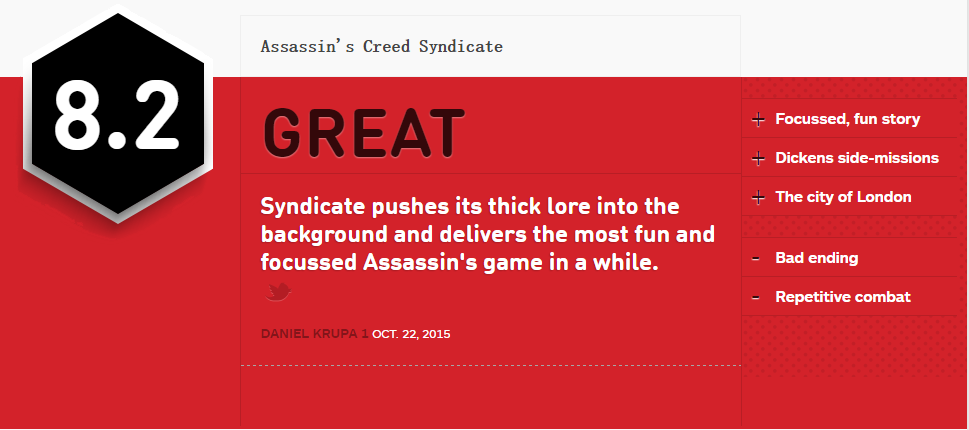 8.2
Assassin's Creed Syndicate
GREAT
Syndicate pushes its thick lore into the
background and delivers the most fun and
focussed Assassin's game in a while.
DANIEL KRUPA 1 OCT. 22, 2015
+ Focussed, fun story
+ Dickens side-missions
+ The city of London
- Bad ending
- Repetitive combat